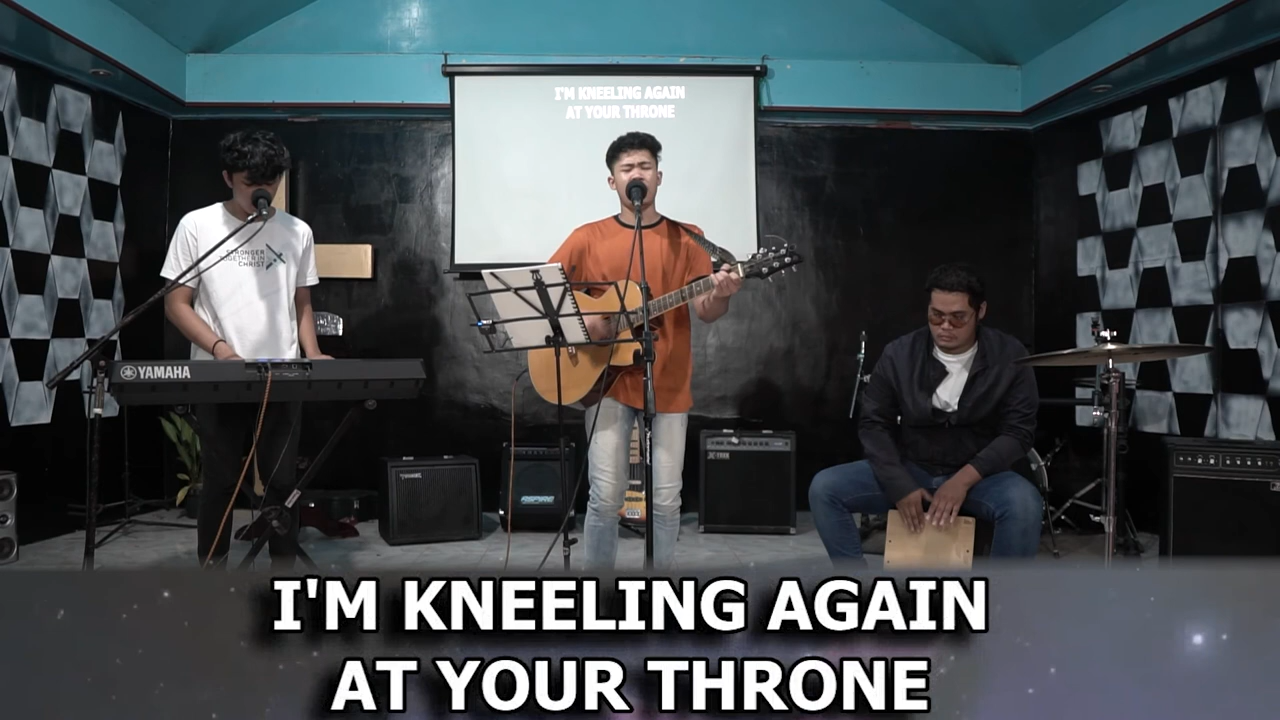 I'M KNEELING AGAIN
AT YOUR THRONE
STRONGER
TOGETHER IN
CHRIST
YAMAHA
I'M KNEELING AGAIN
AT YOUR THRONE